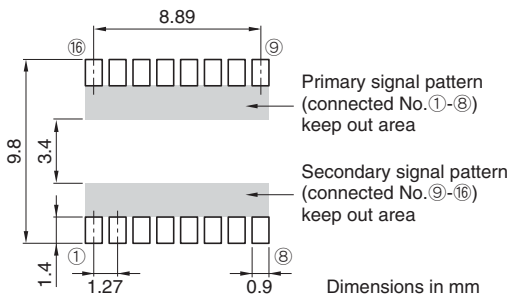 8.89
⑯
⑨
Primary signal pattern
(connected No.①-⑧)
keep out area
9.8
3.4
Secondary signal pattern
(connected No.⑨-⑯)
keep out area
①
⑧
1.4
1.27
0.9
Dimensions in mm